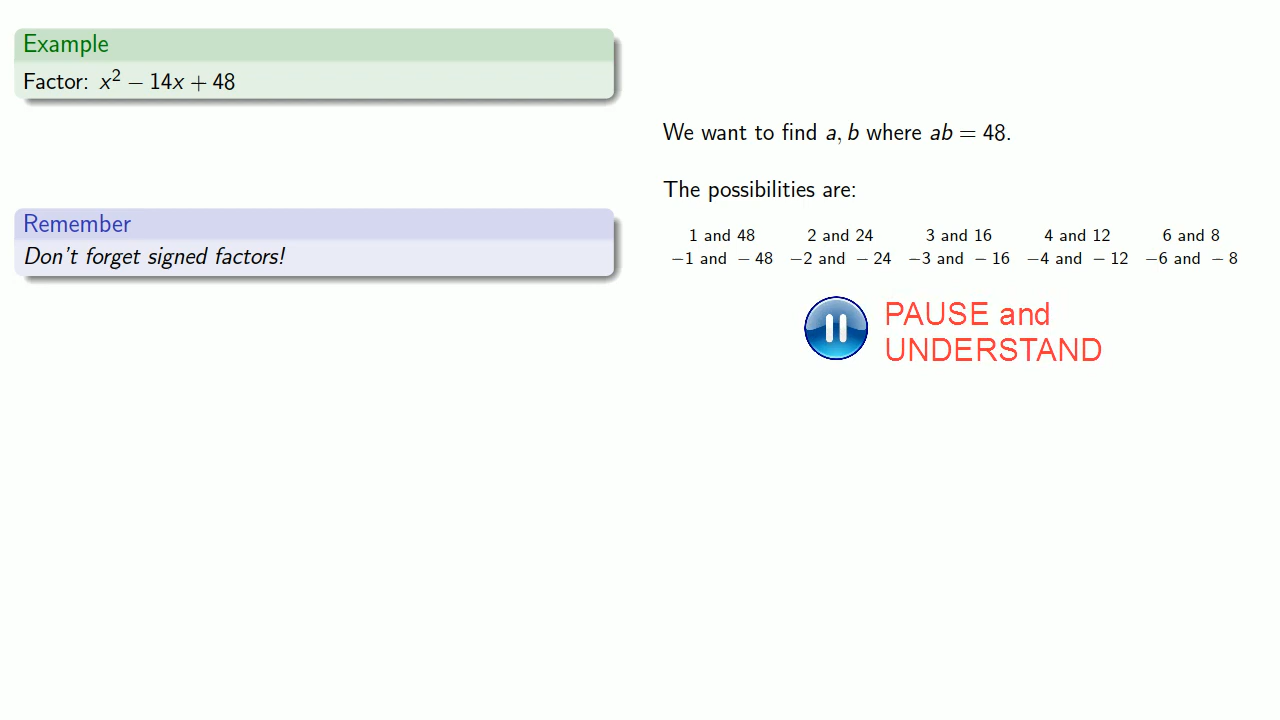 Example
Factor: x² − 14x + 48
We want to find a, b where ab = 48.
The possibilities are:
Remember
Don't forget signed factors!
1 and 48 2 and 24 3 and 16 4 and 12 6 and 8
−1 and − 48 −2 and − 24 −3 and − 16 −4 and − 12 −6 and − 8
PAUSE and
UNDERSTAND